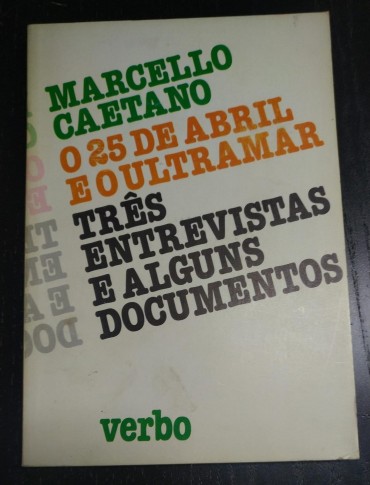 MARCELLO
CAETANO
O 25 DE ABRIL
E O ULTRAMAR
TRÊS
ENTREVISTAS
E ALGUNS
DOCUMENTOS
verbo